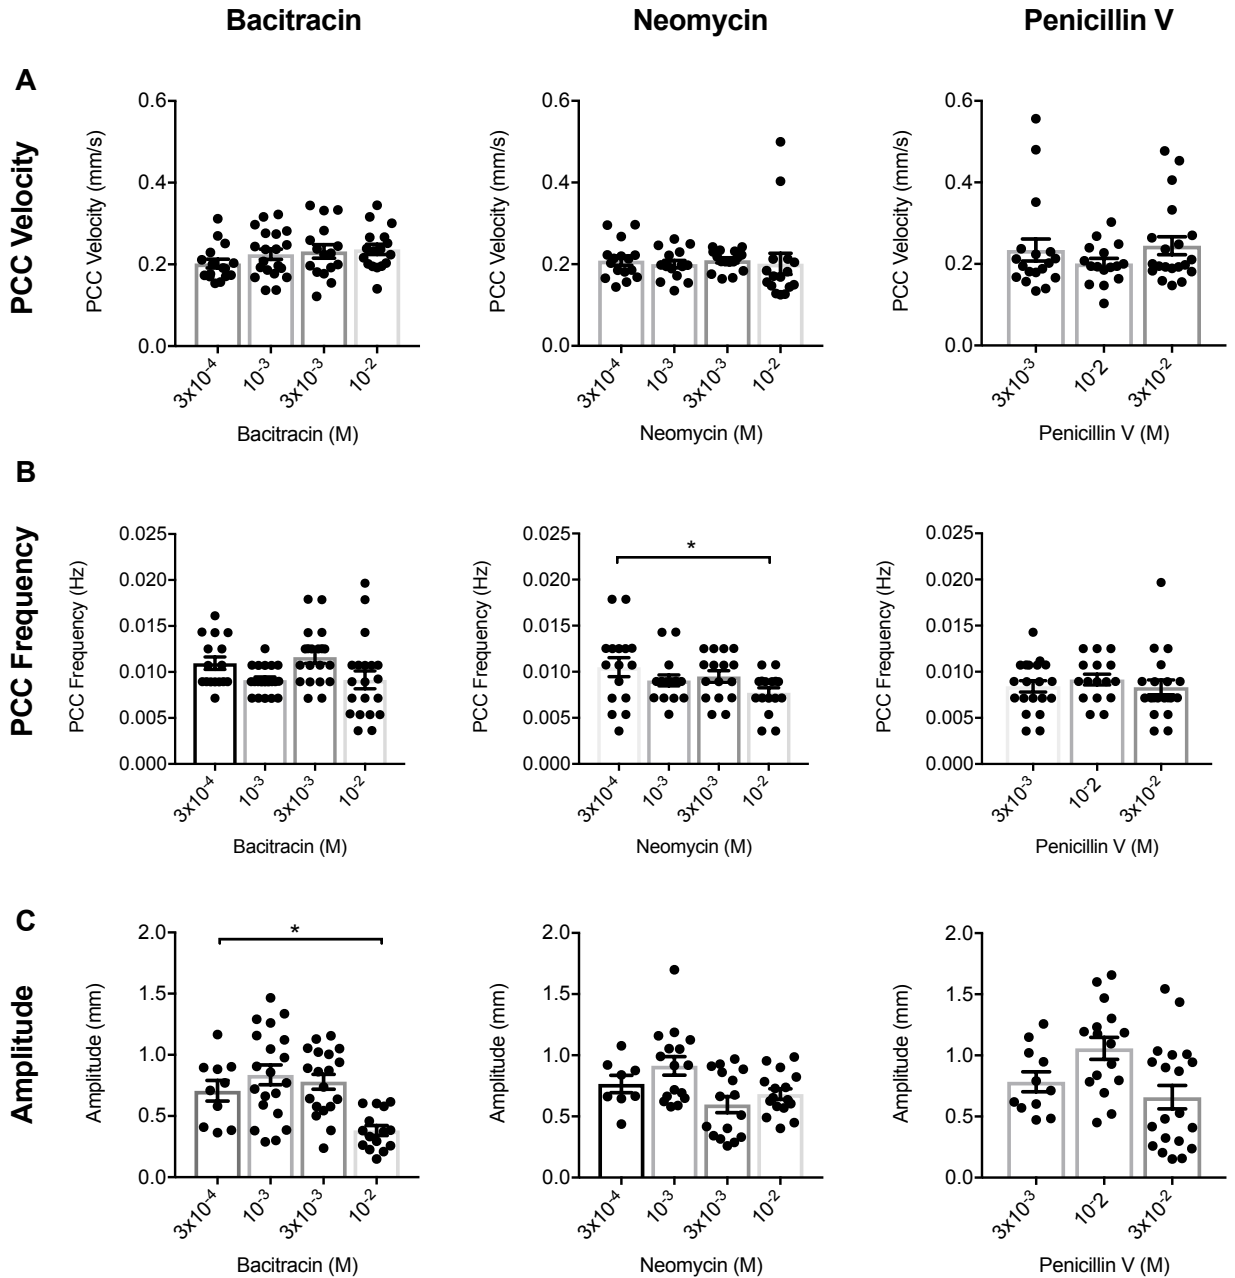 Bacitracin Neomycin Penicillin V
A
PCC Velocity
PCC Velocity (mm/s)
0.6
0.4
0.2
0.0
3x10-4 10-3 3x10-3 10-2
Bacitracin (M)
PCC Velocity (mm/s)
0.6
0.4
0.2
0.0
3x10-4 10-3 3x10-3 10-2
Neomycin (M)
PCC Velocity (mm/s)
0.6
0.4
0.2
0.0
3x10-3 10-2 3x10-2
Penicillin V (M)
B
PCC Frequency
PCC Frequency (Hz)
0.025
0.020
0.015
0.010
0.005
0.000
3x10-4 10-3 3x10-3 10-2
Bacitracin (M)
PCC Frequency (Hz)
0.025
0.020
0.015
0.010
0.005
0.000
*
3x10-4 10-3 3x10-3 10-2
Neomycin (M)
PCC Frequency (Hz)
0.025
0.020
0.015
0.010
0.005
0.000
3x10-3 10-2 3x10-2
Penicillin V (M)
C
Amplitude
Amplitude (mm)
2.0
1.5
1.0
0.5
0.0
*
3x10-4 10-3 3x10-3 10-2
Bacitracin (M)
Amplitude (mm)
2.0
1.5
1.0
0.5
0.0
3x10-4 10-3 3x10-3 10-2
Neomycin (M)
Amplitude (mm)
2.0
1.5
1.0
0.5
0.0
3x10-3 10-2 3x10-2
Penicillin V (M)